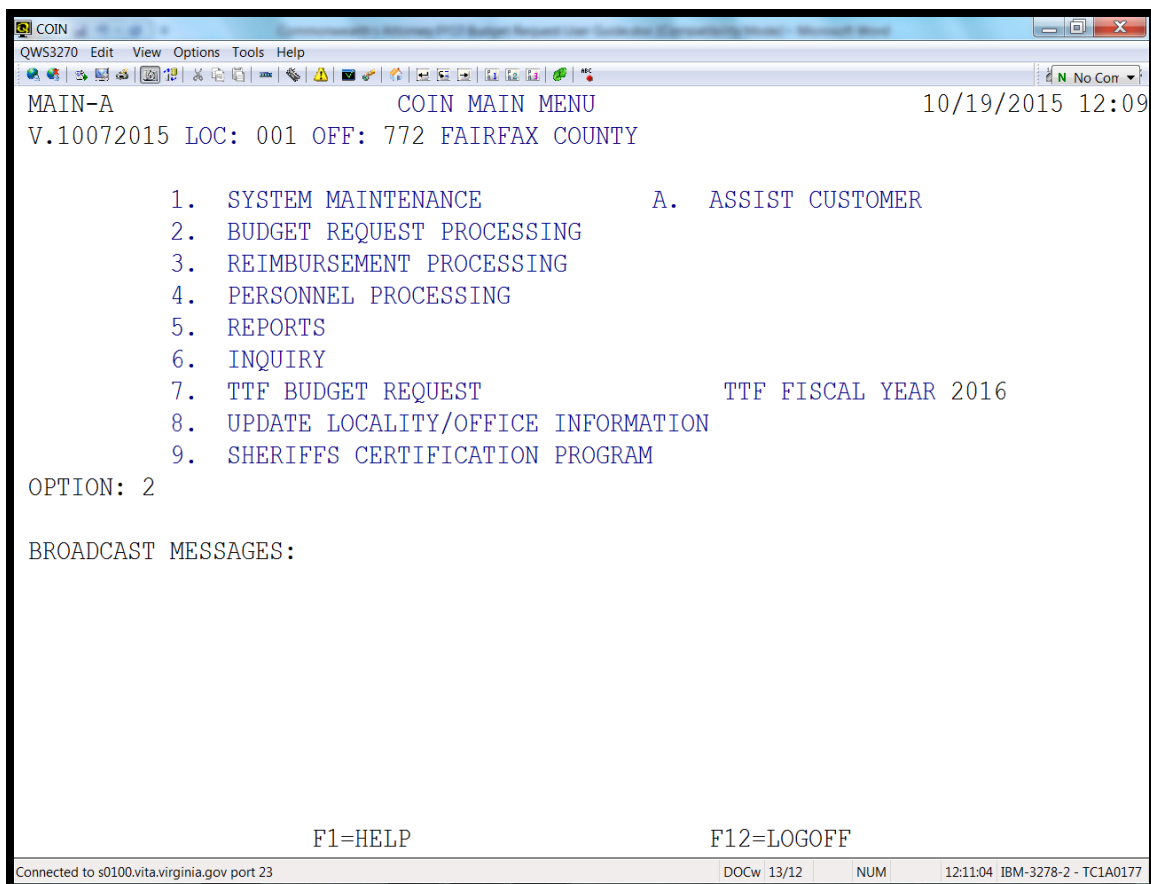 COIN
QWS3270 Edit View Options Tools Help
N No Con
MAIN-A COIN MAIN MENU 10/19/2015 12:09
V.10072015 LOC: 001 OFF: 772 FAIRFAX COUNTY
1. SYSTEM MAINTENANCE A. ASSIST CUSTOMER
2. BUDGET REQUEST PROCESSING
3. REIMBURSEMENT PROCESSING
4. PERSONNEL PROCESSING
5. REPORTS
6. INQUIRY
7. TTF BUDGET REQUEST TTF FISCAL YEAR 2016
8. UPDATE LOCALITY/OFFICE INFORMATION
9. SHERIFFS CERTIFICATION PROGRAM
OPTION: 2
BROADCAST MESSAGES:
F1=HELP F12=LOGOFF
Connected to s0100.vita.virginia.gov port 23 DOCw 13/12 NUM 12:11:04 IBM-3278-2 - TC1A0177